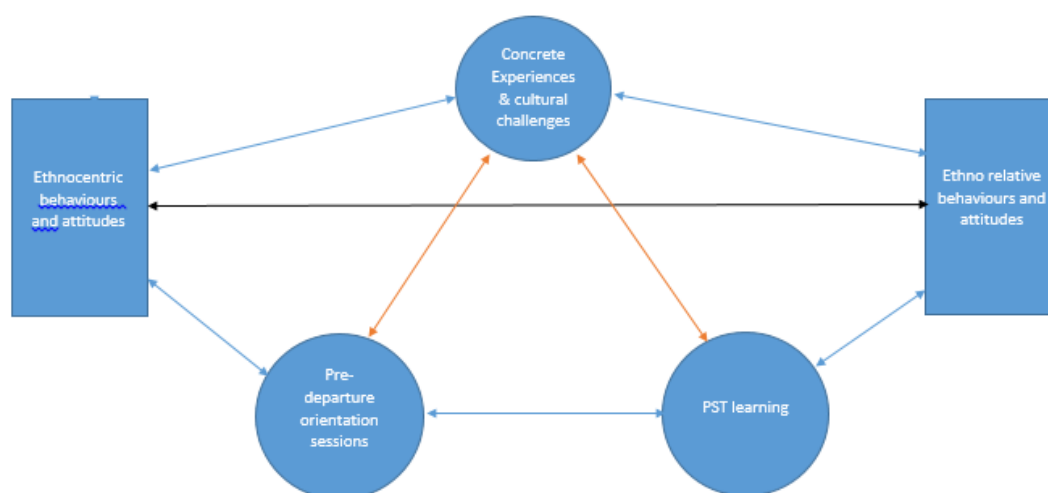 Concrete
Experiences
& cultural
challenges
Ethnocentric
behaviours
and attitudes
Ethno relative
behaviours and
attitudes
Pre-
departure
orientation
sessions
PST learning